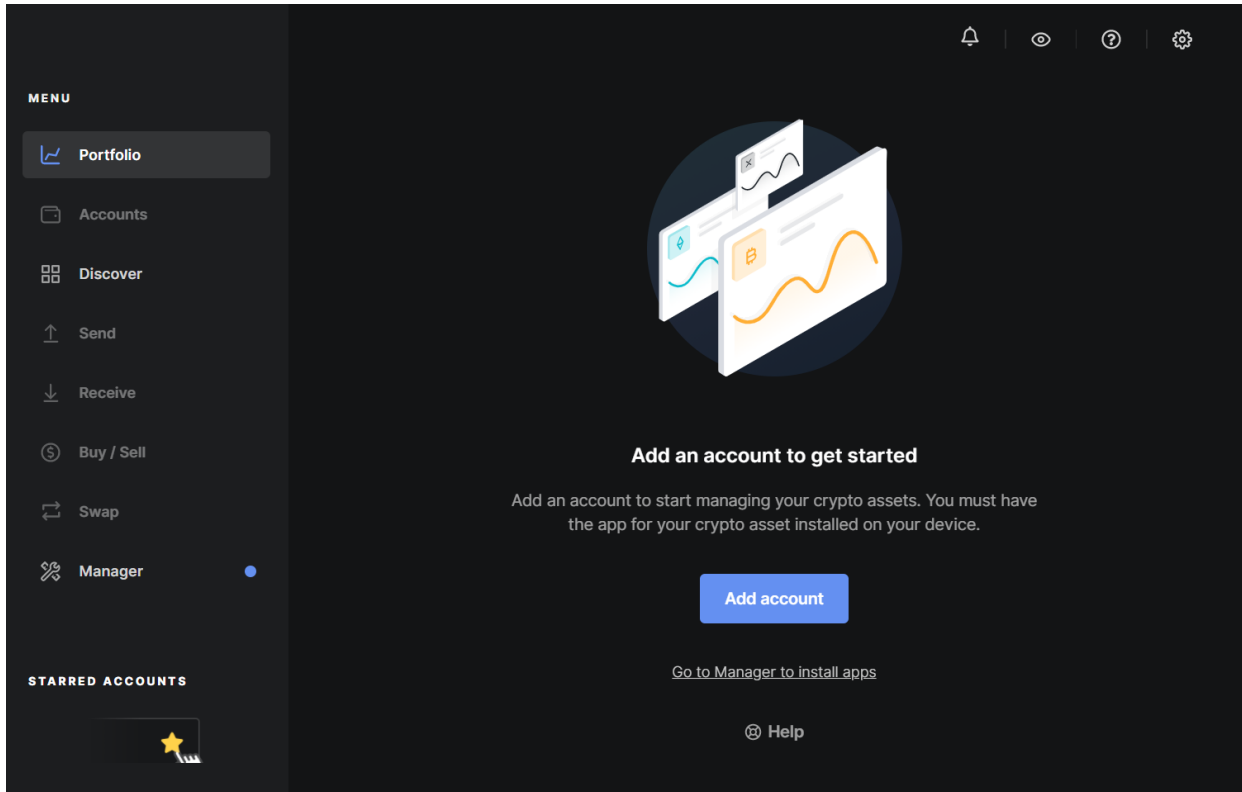 MENU
Portfolio
Accounts
Discover
Send
Receive
Buy / Sell
Swap
Manager
STARRED ACCOUNTS
Add an account to get started
Add an account to start managing your crypto assets. You must have
the app for your crypto asset installed on your device.
Add account
Go to Manager to install apps
Help